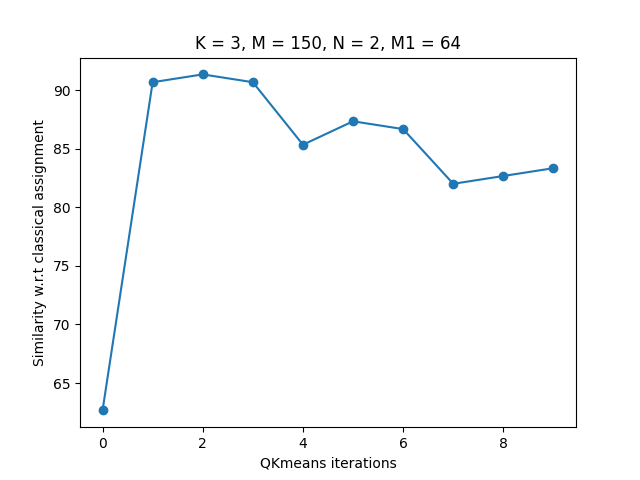 K = 3, M = 150, N = 2, M1 = 64
Similarity w.r.t classical assignment
90
85
80
75
70
65
0 2 4 6 8
QKmeans iterations